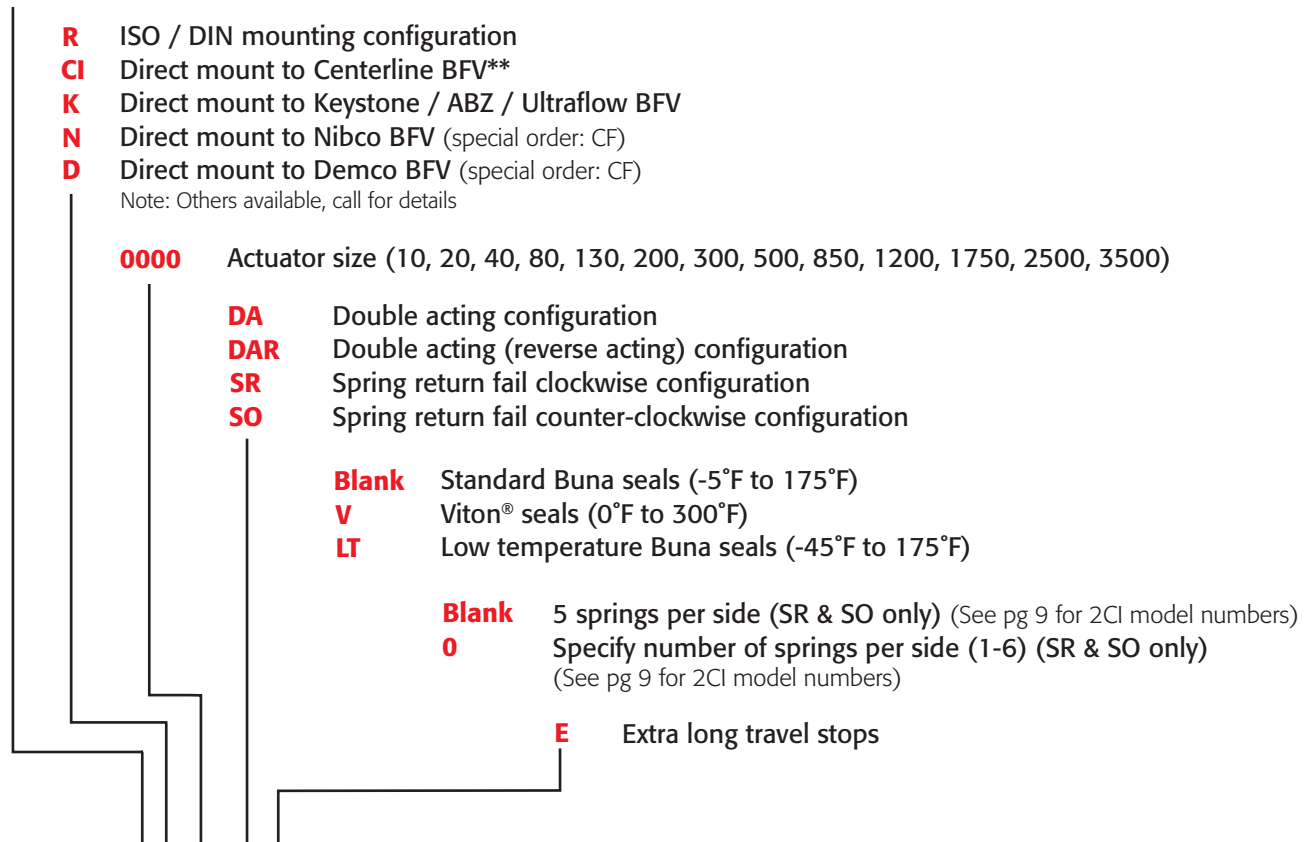 R ISO / DIN mounting configuration
CI Direct mount to Centerline BFV**
K Direct mount to Keystone / ABZ / Ultraflow BFV
N Direct mount to Nibco BFV (special order: CF)
D Direct mount to Demco BFV (special order: CF)
Note: Others available, call for details
0000 Actuator size (10, 20, 40, 80, 130, 200, 300, 500, 850, 1200, 1750, 2500, 3500)
DA Double acting configuration
DAR Double acting (reverse acting) configuration
SR Spring return fail clockwise configuration
SO Spring return fail counter-clockwise configuration
Blank Standard Buna seals (-5˚F to 175˚F)
V Viton® seals (0˚F to 300˚F)
LT Low temperature Buna seals (-45˚F to 175˚F)
Blank 5 springs per side (SR & SO only) (See pg 9 for 2CI model numbers)
0 Specify number of springs per side (1-6) (SR & SO only)
(See pg 9 for 2CI model numbers)
E Extra long travel stops